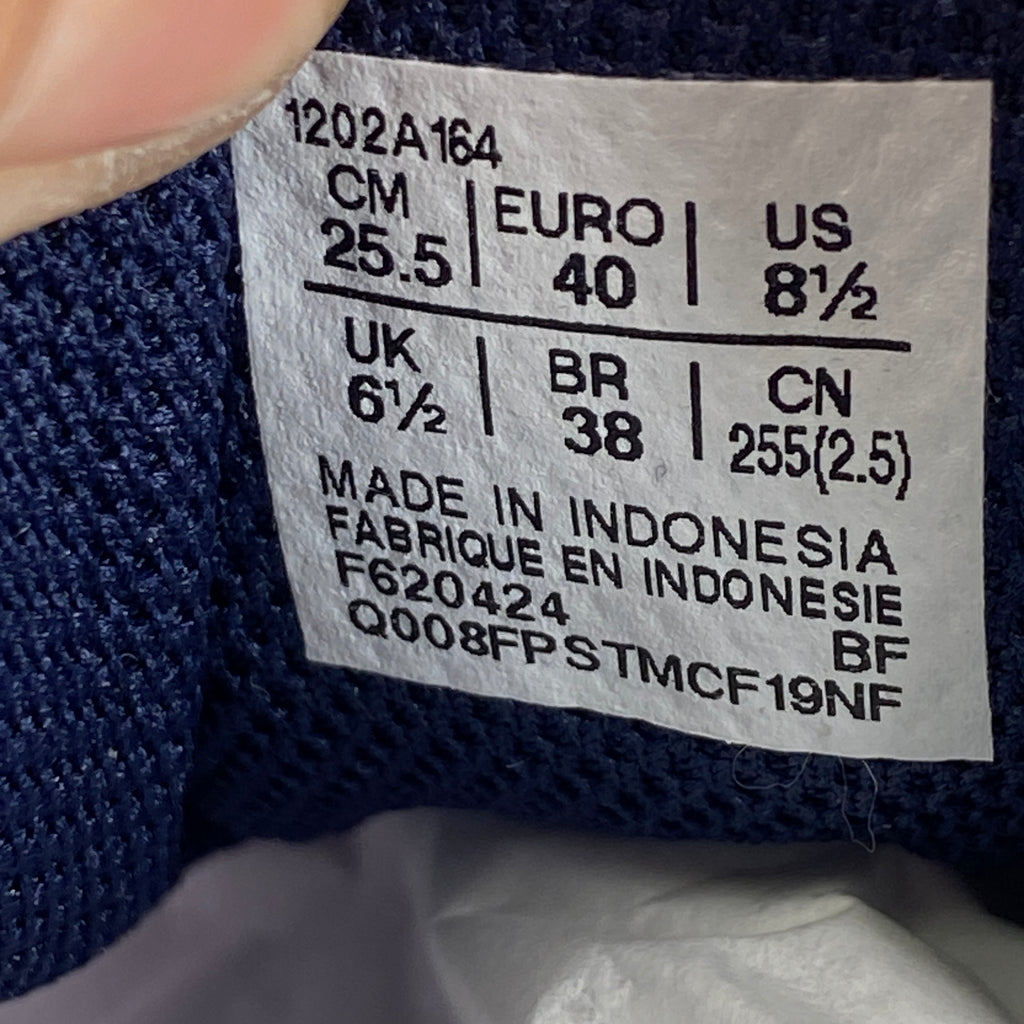 1202A164
CM | EURO | US
25.5 | 40 | 8½
UK | BR | CN
6½ | 38 | 255(2.5)
MADE IN INDONESIA
FABRIQUE EN INDONESIE
F620424 BF
Q008FPSTMCF19NF